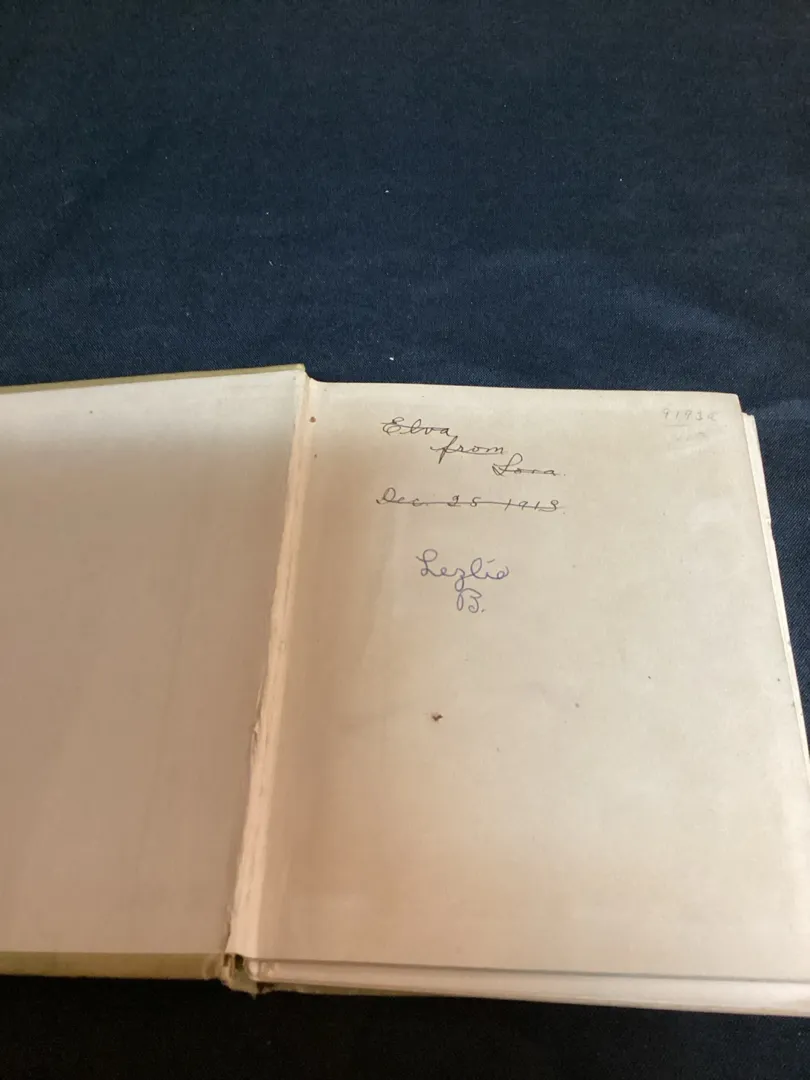 Elva
from
Lora
Dec. 25 1913
Lezlie
B.